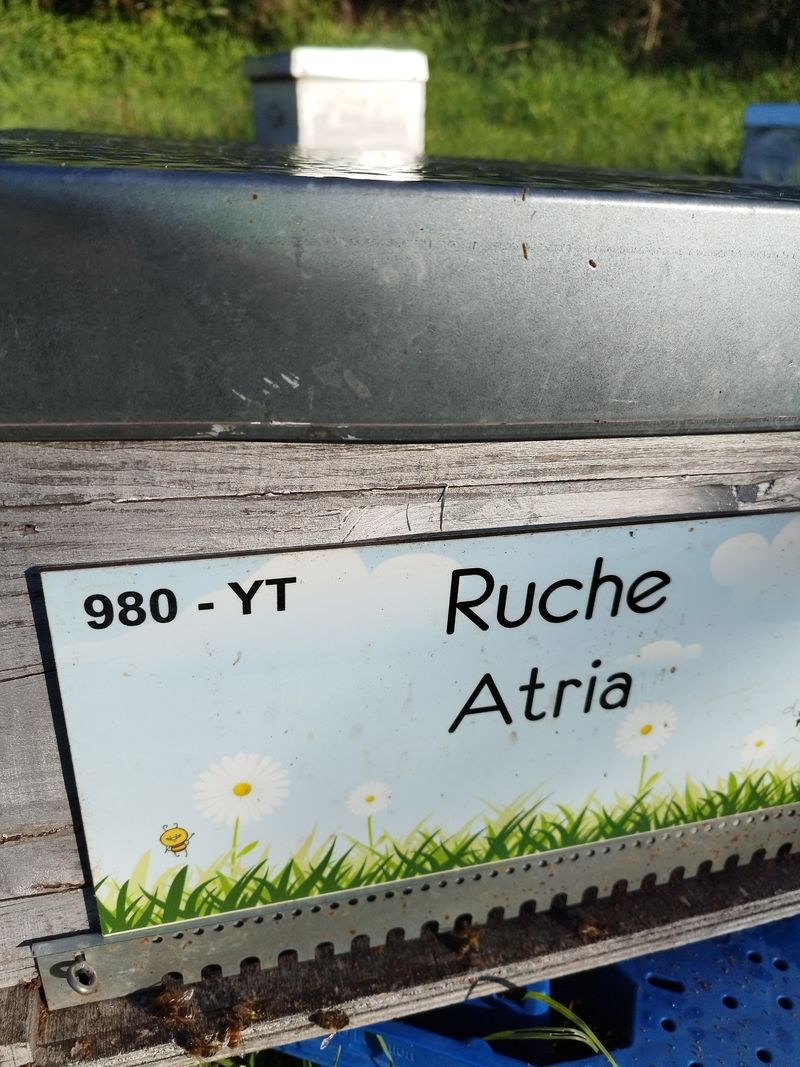 980 - YT
Ruche
Atria